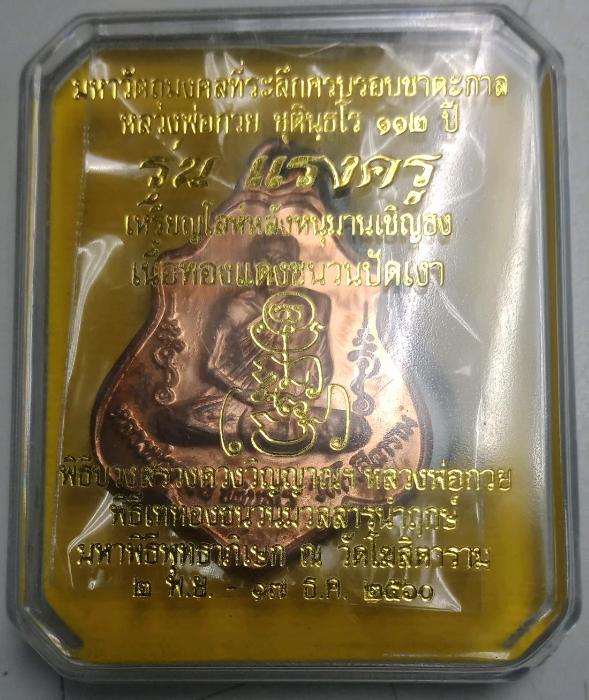 มหาวัตถุมงคลที่ระลึกครบรอบชาตะกาล
หลวงพ่อกวย ชุตินฺธโร ๑๑๒ ปี
รุ่น แรงครู
เหรียญโล่ห์หลังหนุมานเชิญธง
เนื้อทองแดงชนวนปัดเงา
พิธีบวงสรวงดวงวิญญาณฯ หลวงพ่อกวย
พิธีเททองชนวนมวลสารนำฤกษ์
มหาพิธีพุทธาภิเษก ณ วัดโฆสิตาราม
๒ พ.ย. - ๑๗ ธ.ค. ๒๕๖๐